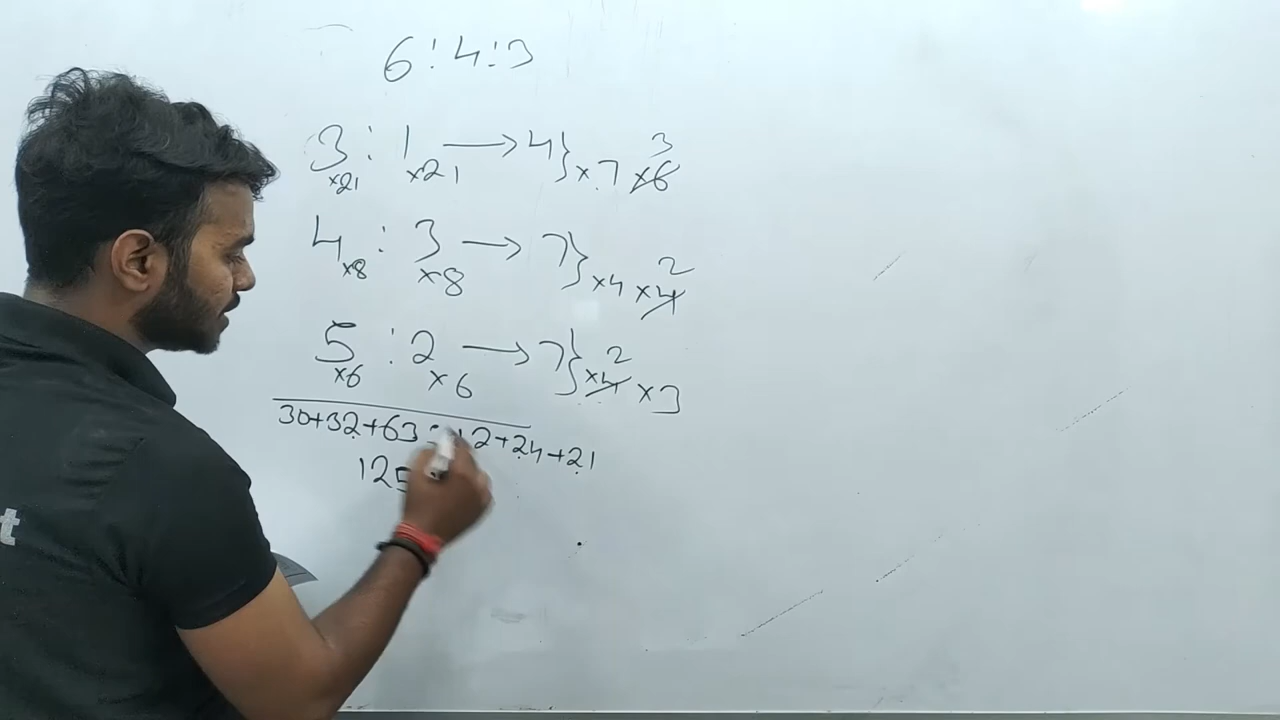 6:4:3
3 : 1 → 4} ×7 ×6 3
×21 ×21
4 : 3 → 7} ×4 ×4 2
×8 ×8
5 : 2 → 7} ×4 2 ×3
×6 ×6
30+32+63 : 12+24+21
125
t